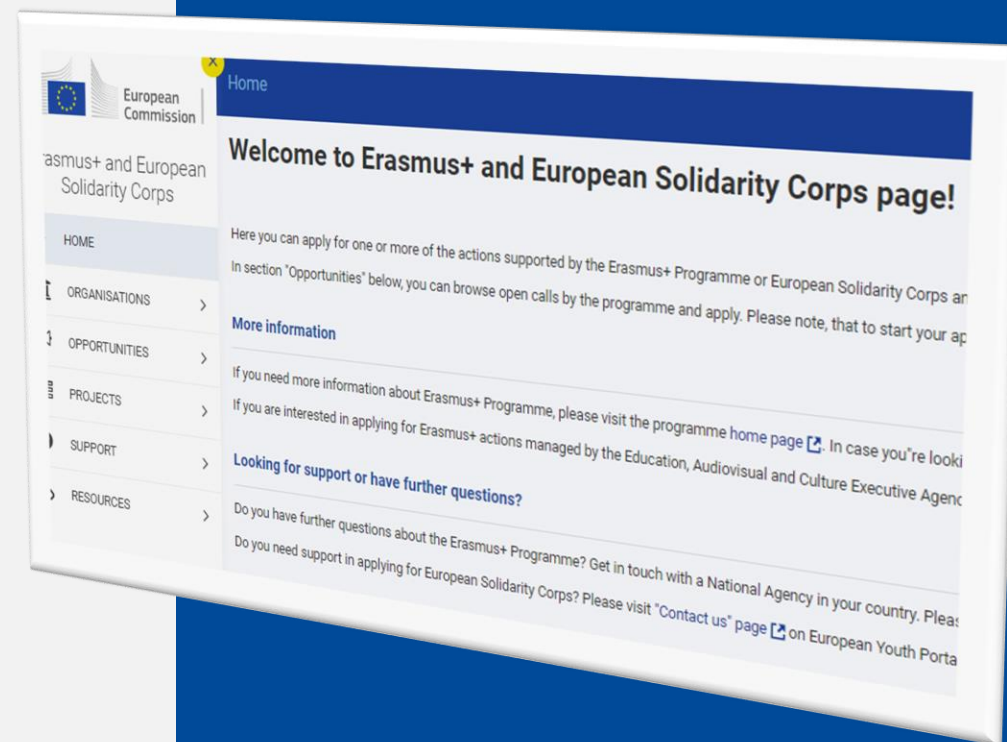 European
Commission
rasmus+ and European
Solidarity Corps
HOME
ORGANISATIONS
OPPORTUNITIES
PROJECTS
SUPPORT
RESOURCES
X
Home
Welcome to Erasmus+ and European Solidarity Corps page!
Here you can apply for one or more of the actions supported by the Erasmus+ Programme or European Solidarity Corps an
In section "Opportunities" below, you can browse open calls by the programme and apply. Please note, that to start your ap
More information
If you need more information about Erasmus+ Programme, please visit the programme home page. In case you"re looki
If you are interested in applying for Erasmus+ actions managed by the Education, Audiovisual and Culture Executive Agenc
Looking for support or have further questions?
Do you have further questions about the Erasmus+ Programme? Get in touch with a National Agency in your country. Pleas
Do you need support in applying for European Solidarity Corps? Please visit "Contact us" page on European Youth Porta